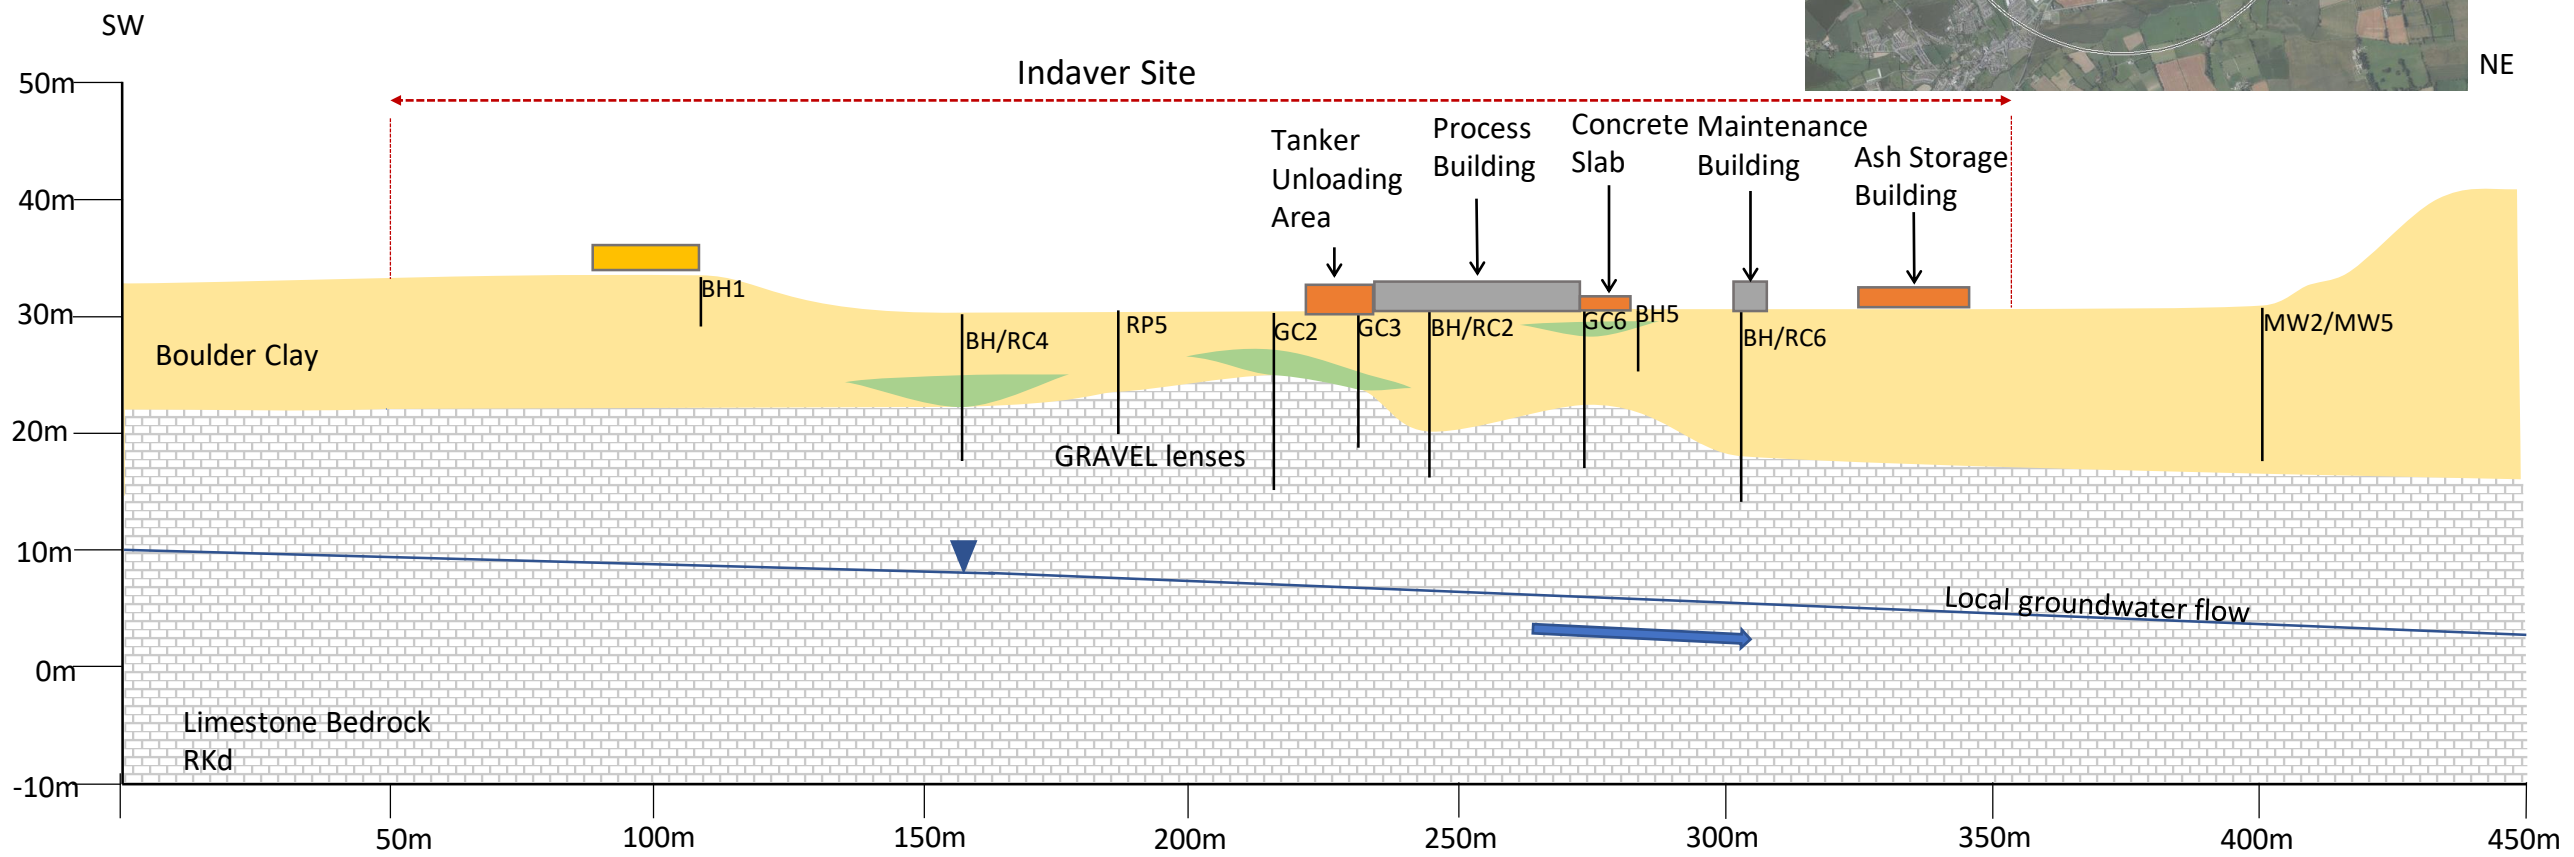 SW
NE
Indaver Site
50m
40m
30m
20m
10m
0m
-10m
Tanker
Unloading
Area
Process
Building
Concrete
Slab
Maintenance
Building
Ash Storage
Building
BH1
BH/RC4
RP5
GC2
GC3
BH/RC2
GC6
BH5
BH/RC6
MW2/MW5
Boulder Clay
GRAVEL lenses
Local groundwater flow
Limestone Bedrock
RKd
50m
100m
150m
200m
250m
300m
350m
400m
450m